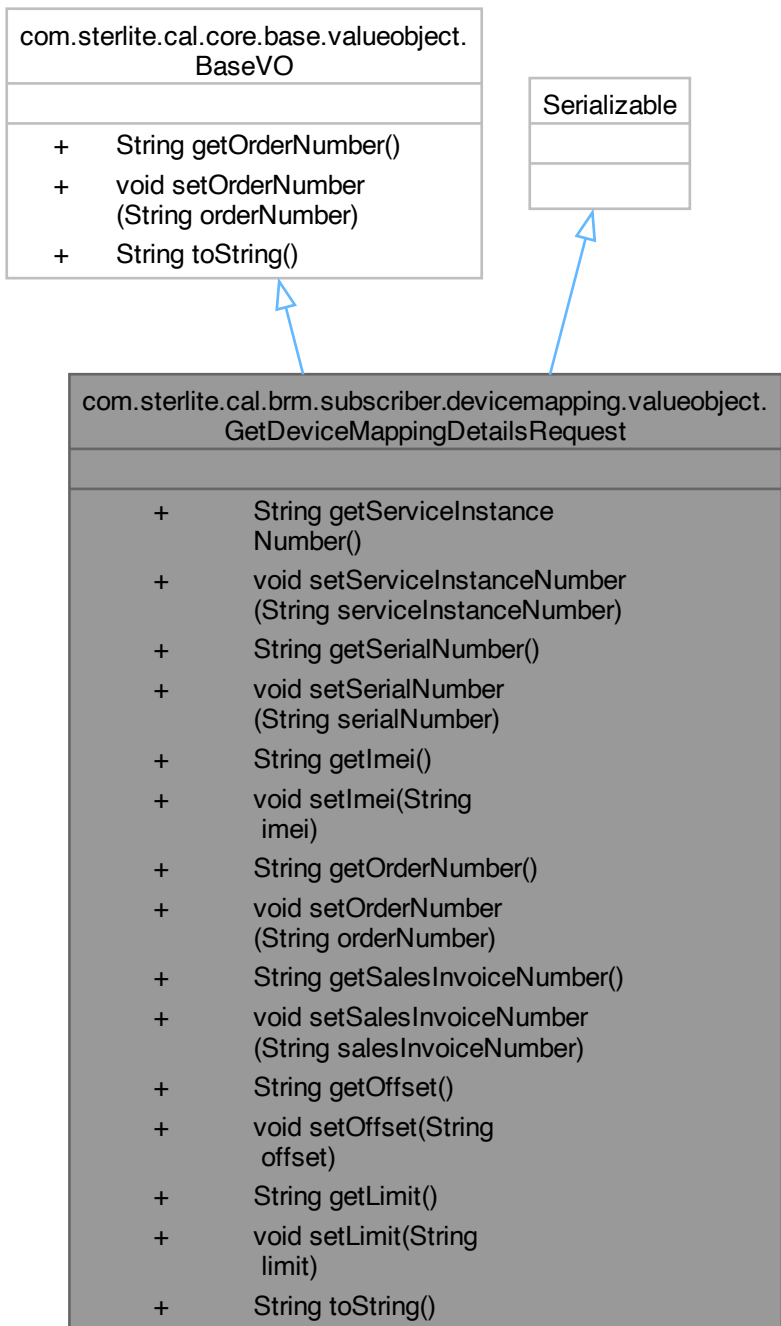 com.sterlite.cal.core.base.valueobject.
BaseVO
+ String getOrderNumber()
+ void setOrderNumber
(String orderNumber)
+ String toString()
Serializable
com.sterlite.cal.brm.subscriber.devicemapping.valueobject.
GetDeviceMappingDetailsRequest
+ String getServiceInstance
Number()
+ void setServiceInstanceNumber
(String serviceInstanceNumber)
+ String getSerialNumber()
+ void setSerialNumber
(String serialNumber)
+ String getImei()
+ void setImei(String
imei)
+ String getOrderNumber()
+ void setOrderNumber
(String orderNumber)
+ String getSalesInvoiceNumber()
+ void setSalesInvoiceNumber
(String salesInvoiceNumber)
+ String getOffset()
+ void setOffset(String
offset)
+ String getLimit()
+ void setLimit(String
limit)
+ String toString()